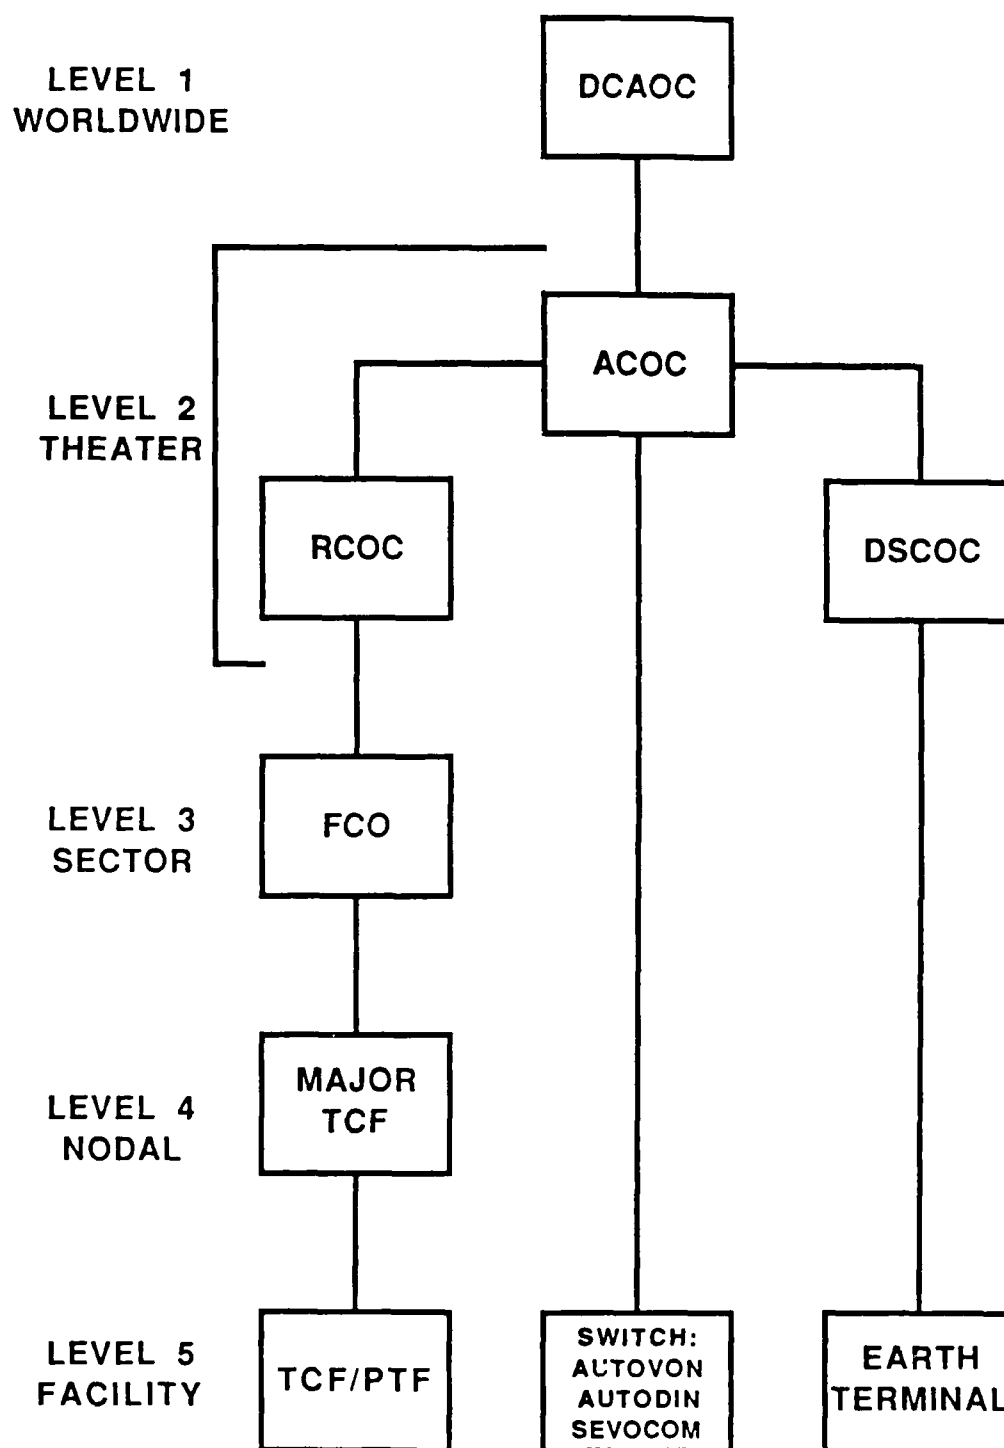 LEVEL 1
WORLDWIDE
DCAOC
ACOC
LEVEL 2
THEATER
RCOC
DSCOC
LEVEL 3
SECTOR
FCO
LEVEL 4
NODAL
MAJOR
TCF
LEVEL 5
FACILITY
TCF/PTF
SWITCH:
AUTOVON
AUTODIN
SEVOCOM
EARTH
TERMINAL